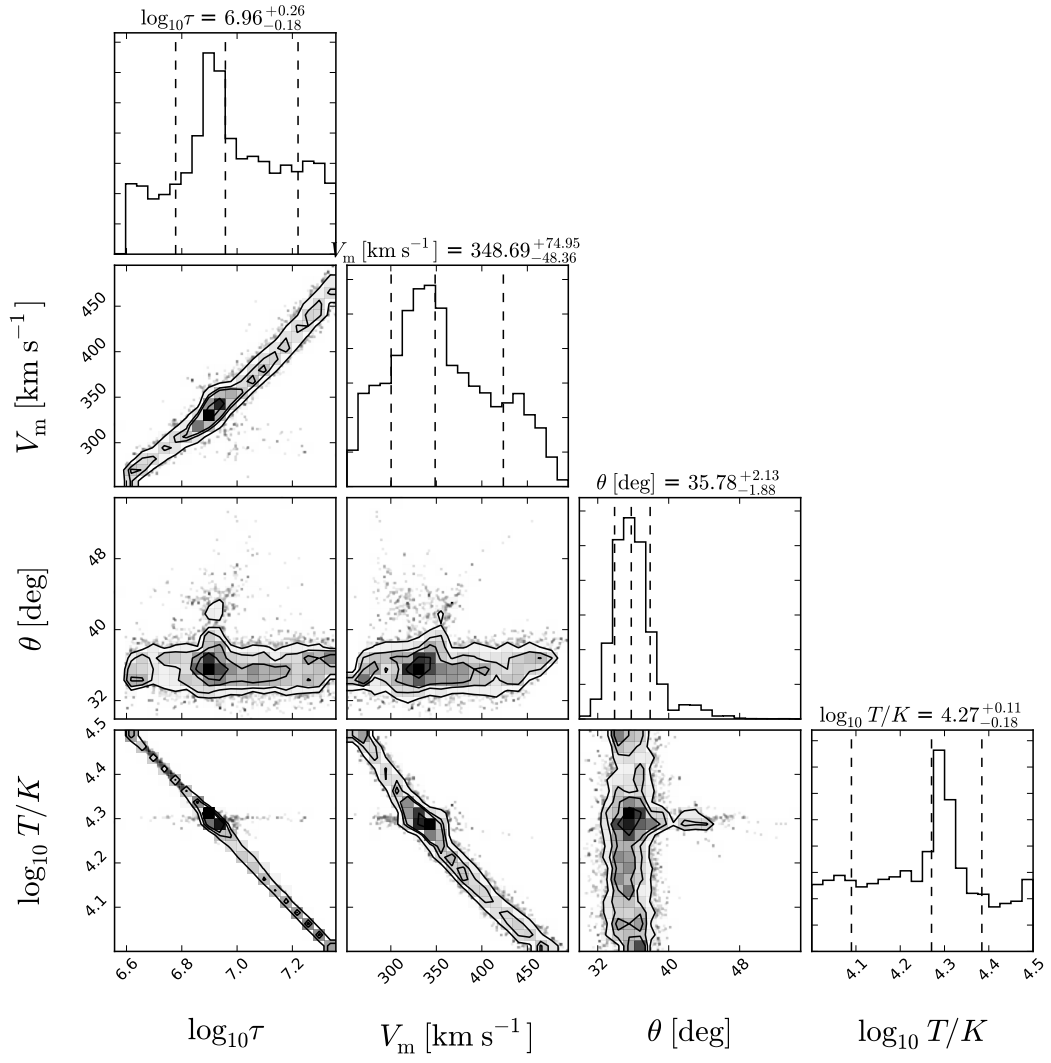 log₁₀τ = 6.96 +0.26 −0.18
Vₘ [km s⁻¹] = 348.69 +74.95 −48.36
450
400
350
300
Vₘ [km s⁻¹]
θ [deg] = 35.78 +2.13 −1.88
48
40
32
θ [deg]
log₁₀ T/K = 4.27 +0.11 −0.18
4.5
4.4
4.3
4.2
4.1
log₁₀ T/K
6.6 6.8 7.0 7.2
300 350 400 450
32 40 48
4.1 4.2 4.3 4.4 4.5
log₁₀τ
Vₘ [km s⁻¹]
θ [deg]
log₁₀ T/K